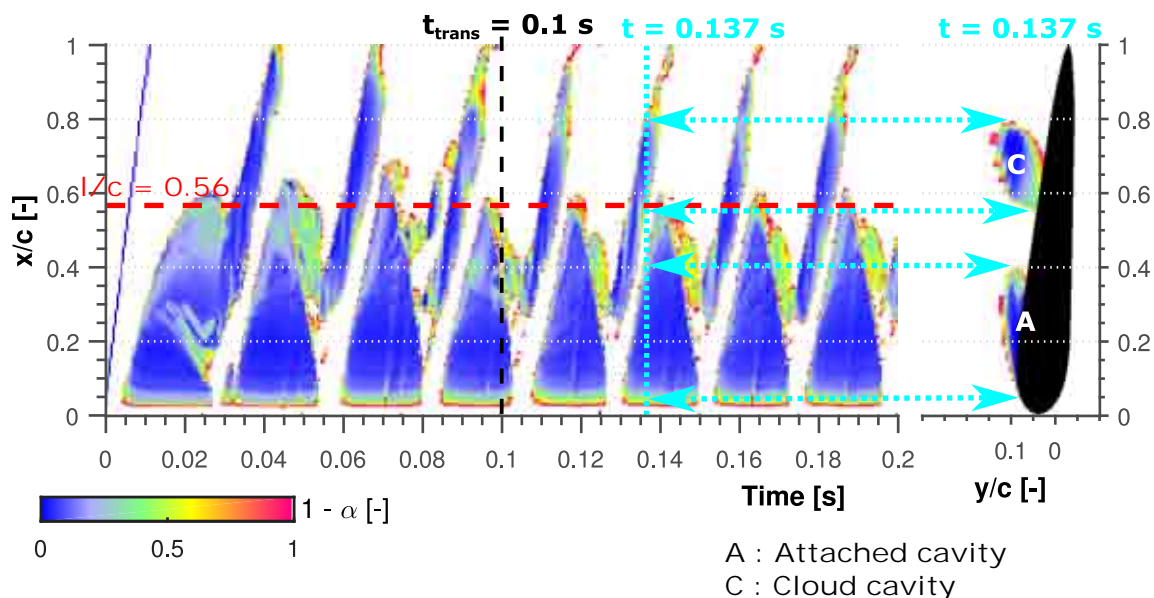 t_trans = 0.1 s
t = 0.137 s
t = 0.137 s
1
0.8
0.6
0.4
0.2
0
x/c [-]
l/c = 0.56
0
0.02
0.04
0.06
0.08
0.1
0.12
0.14
0.16
0.18
0.2
Time [s]
C
A
1
0.8
0.6
0.4
0.2
0
0.1
0
y/c [-]
1 - α [-]
0
0.5
1
A : Attached cavity
C : Cloud cavity